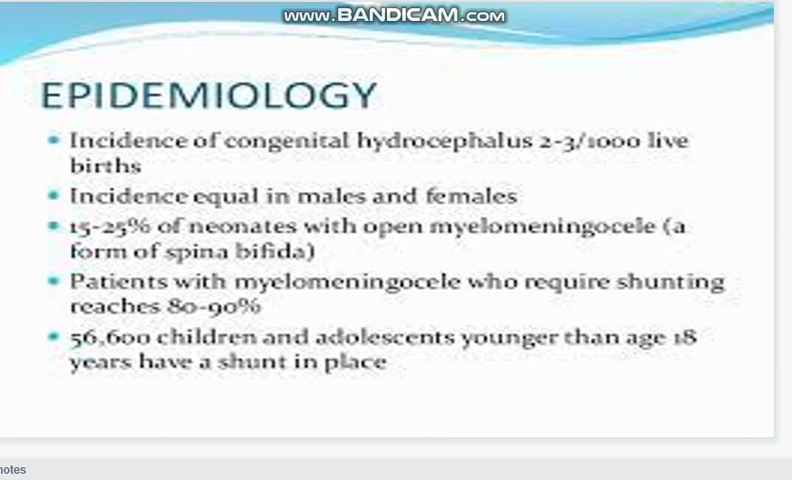 www.BANDICAM.com
EPIDEMIOLOGY
• Incidence of congenital hydrocephalus 2-3/1000 live
births
• Incidence equal in males and females
• 15-25% of neonates with open myelomeningocele (a
form of spina bifida)
• Patients with myelomeningocele who require shunting
reaches 80-90%
• 56,600 children and adolescents younger than age 18
years have a shunt in place
notes